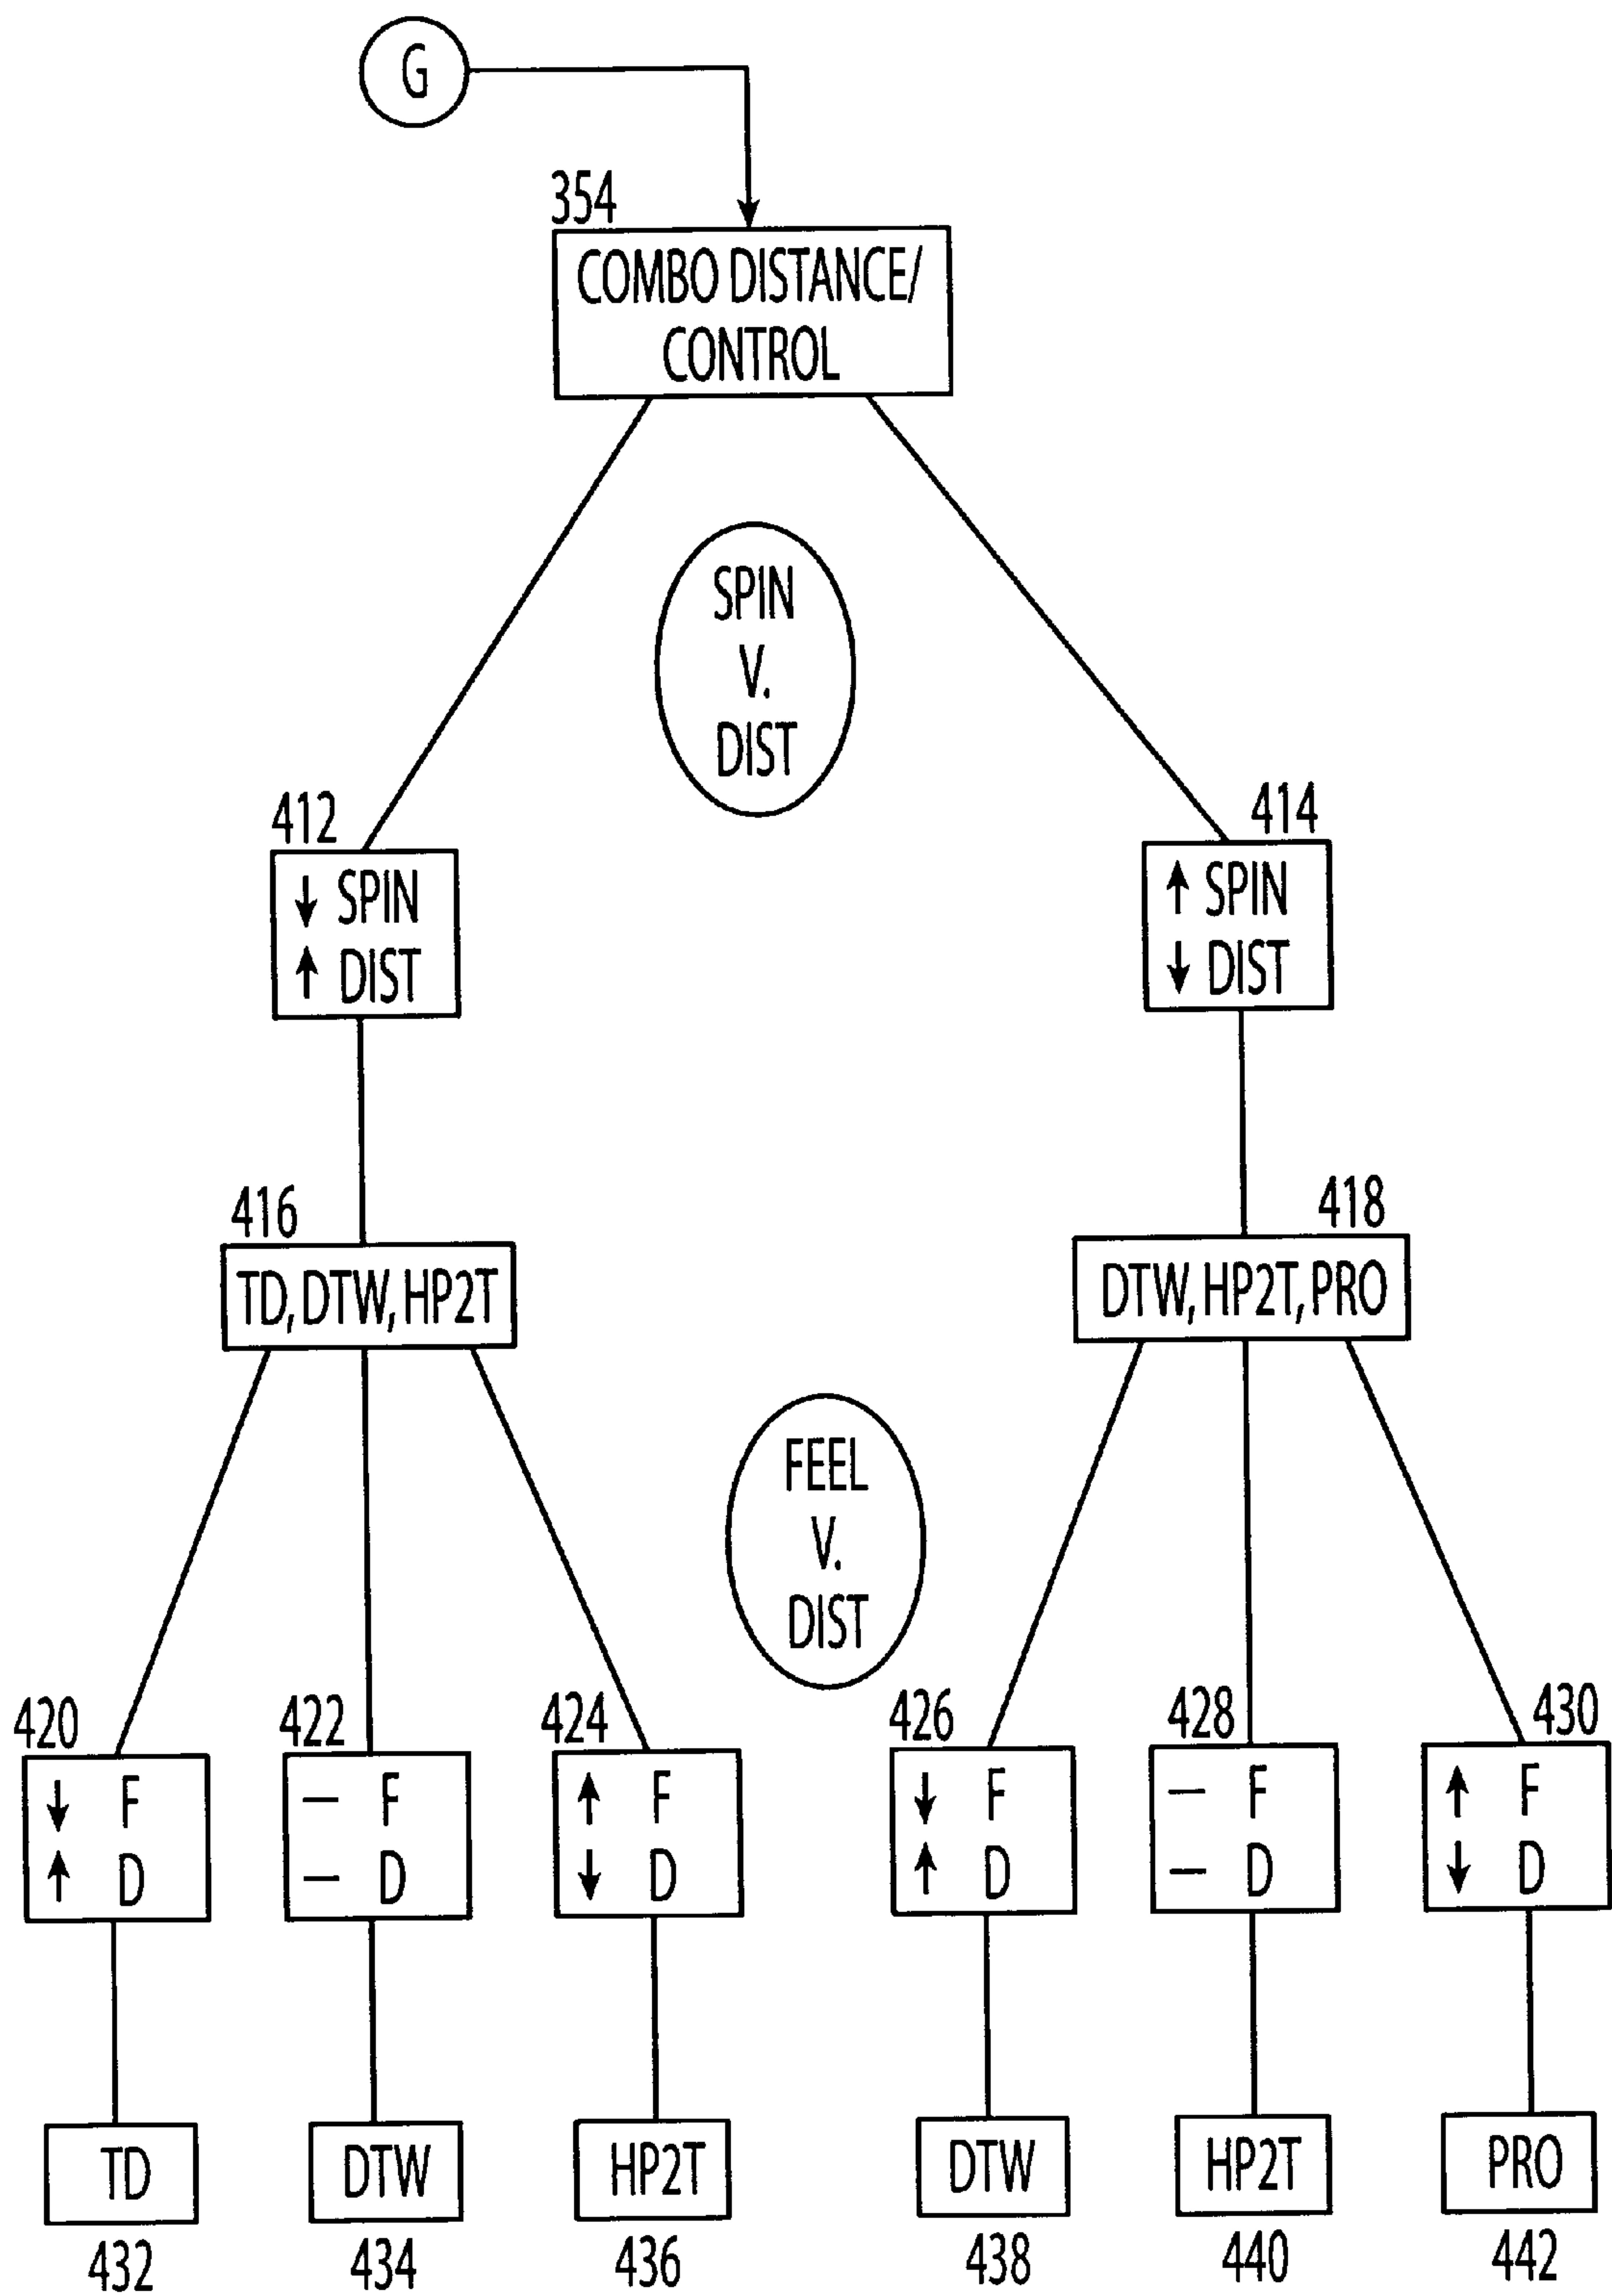 G
354
COMBO DISTANCE/
CONTROL
SPIN
V.
DIST
412
↓ SPIN
↑ DIST
414
↑ SPIN
↓ DIST
416
TD, DTW, HP2T
418
DTW, HP2T, PRO
FEEL
V.
DIST
420
↓ F
↑ D
422
— F
— D
424
↑ F
↓ D
426
↓ F
↑ D
428
— F
— D
430
↑ F
↓ D
TD
432
DTW
434
HP2T
436
DTW
438
HP2T
440
PRO
442